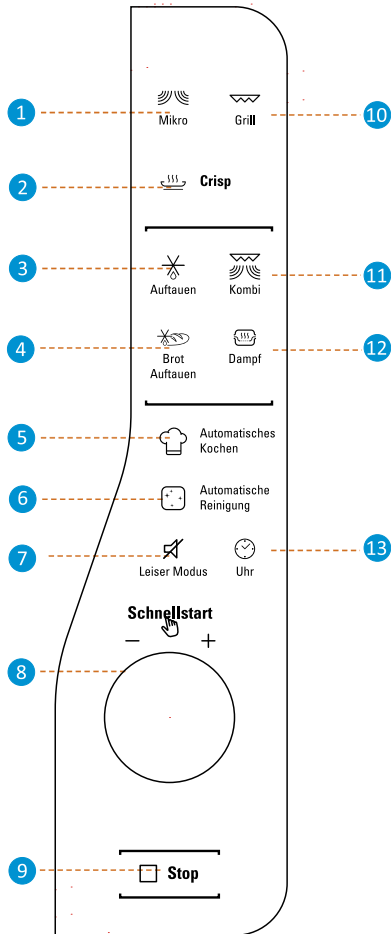 1 Mikro Grill 10
2 Crisp
3 Auftauen Kombi 11
4 Brot Dampf 12
Auftauen
5 Automatisches
Kochen
6 Automatische
Reinigung
7 Leiser Modus Uhr 13
Schnellstart
− +
8
9 Stop